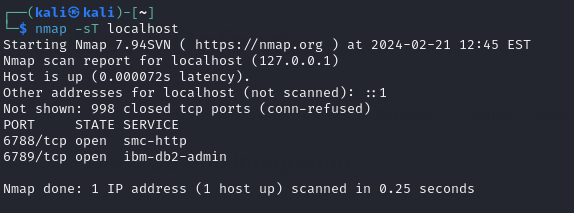 ┌──(kali㉿kali)-[~]
└─$ nmap -sT localhost
Starting Nmap 7.94SVN ( https://nmap.org ) at 2024-02-21 12:45 EST
Nmap scan report for localhost (127.0.0.1)
Host is up (0.000072s latency).
Other addresses for localhost (not scanned): ::1
Not shown: 998 closed tcp ports (conn-refused)
PORT     STATE SERVICE
6788/tcp open  smc-http
6789/tcp open  ibm-db2-admin

Nmap done: 1 IP address (1 host up) scanned in 0.25 seconds